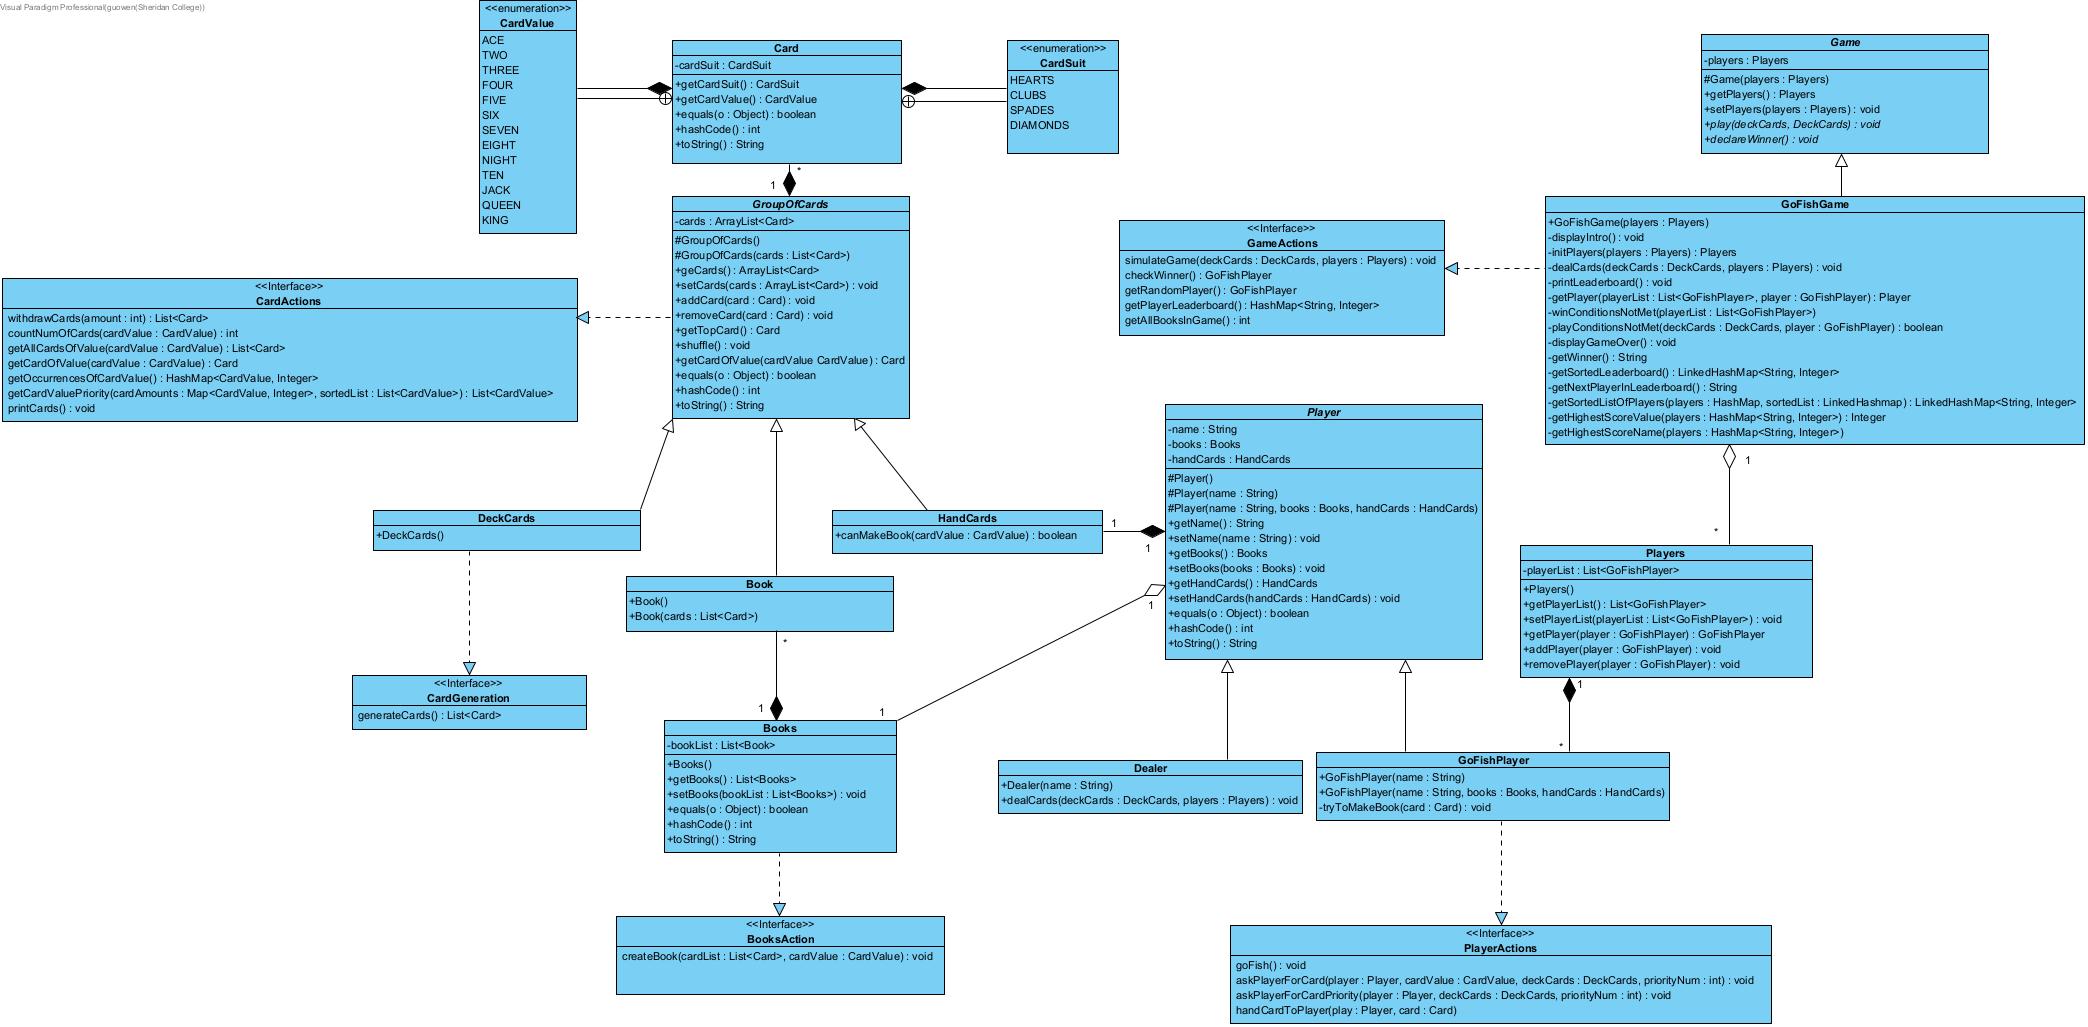 Visual Paradigm Professional(guowen(Sheridan College))
<<enumeration>>
CardValue
ACE
TWO
THREE
FOUR
FIVE
SIX
SEVEN
EIGHT
NIGHT
TEN
JACK
QUEEN
KING
Card
-cardSuit : CardSuit
+getCardSuit() : CardSuit
+getCardValue() : CardValue
+equals(o : Object) : boolean
+hashCode() : int
+toString() : String
<<enumeration>>
CardSuit
HEARTS
CLUBS
SPADES
DIAMONDS
Game
-players : Players
#Game(players : Players)
+getPlayers() : Players
+setPlayers(players : Players) : void
+play(deckCards, DeckCards) : void
+declareWinner() : void
*
1
GroupOfCards
-cards : ArrayList<Card>
#GroupOfCards()
#GroupOfCards(cards : List<Card>)
+geCards() : ArrayList<Card>
+setCards(cards : ArrayList<Card>) : void
+addCard(card : Card) : void
+removeCard(card : Card) : void
+getTopCard() : Card
+shuffle() : void
+getCardOfValue(cardValue CardValue) : Card
+equals(o : Object) : boolean
+hashCode() : int
+toString() : String
<<Interface>>
GameActions
simulateGame(deckCards : DeckCards, players : Players) : void
checkWinner() : GoFishPlayer
getRandomPlayer() : GoFishPlayer
getPlayerLeaderboard() : HashMap<String, Integer>
getAllBooksInGame() : int
GoFishGame
+GoFishGame(players : Players)
-displayIntro() : void
-initPlayers(players : Players) : Players
-dealCards(deckCards : DeckCards, players : Players) : void
-printLeaderboard() : void
-getPlayer(playerList : List<GoFishPlayer>, player : GoFishPlayer) : Player
-winConditionsNotMet(playerList : List<GoFishPlayer>)
-playConditionsNotMet(deckCards : DeckCards, player : GoFishPlayer) : boolean
-displayGameOver() : void
-getWinner() : String
-getSortedLeaderboard() : LinkedHashMap<String, Integer>
-getNextPlayerInLeaderboard() : String
-getSortedListOfPlayers(players : HashMap, sortedList : LinkedHashmap) : LinkedHashMap<String, Integer>
-getHighestScoreValue(players : HashMap<String, Integer>) : Integer
-getHighestScoreName(players : HashMap<String, Integer>)
<<Interface>>
CardActions
withdrawCards(amount : int) : List<Card>
countNumOfCards(cardValue : CardValue) : int
getAllCardsOfValue(cardValue : CardValue) : List<Card>
getCardOfValue(cardValue : CardValue) : Card
getOccurrencesOfCardValue() : HashMap<CardValue, Integer>
getCardValuePriority(cardAmounts : Map<CardValue, Integer>, sortedList : List<CardValue>) : List<CardValue>
printCards() : void
Player
-name : String
-books : Books
-handCards : HandCards
#Player()
#Player(name : String)
#Player(name : String, books : Books, handCards : HandCards)
+getName() : String
+setName(name : String) : void
+getBooks() : Books
+setBooks(books : Books) : void
+getHandCards() : HandCards
+setHandCards(handCards : HandCards) : void
+equals(o : Object) : boolean
+hashCode() : int
+toString() : String
1
*
DeckCards
+DeckCards()
HandCards
+canMakeBook(cardValue : CardValue) : boolean
1
1
Players
-playerList : List<GoFishPlayer>
+Players()
+getPlayerList() : List<GoFishPlayer>
+setPlayerList(playerList : List<GoFishPlayer>) : void
+getPlayer(player : GoFishPlayer) : GoFishPlayer
+addPlayer(player : GoFishPlayer) : void
+removePlayer(player : GoFishPlayer) : void
Book
+Book()
+Book(cards : List<Card>)
1
*
1
1
<<Interface>>
CardGeneration
generateCards() : List<Card>
1
*
Books
-bookList : List<Book>
+Books()
+getBooks() : List<Books>
+setBooks(bookList : List<Books>) : void
+equals(o : Object) : boolean
+hashCode() : int
+toString() : String
Dealer
+Dealer(name : String)
+dealCards(deckCards : DeckCards, players : Players) : void
GoFishPlayer
+GoFishPlayer(name : String)
+GoFishPlayer(name : String, books : Books, handCards : HandCards)
-tryToMakeBook(card : Card) : void
<<Interface>>
BooksAction
createBook(cardList : List<Card>, cardValue : CardValue) : void
<<Interface>>
PlayerActions
goFish() : void
askPlayerForCard(player : Player, cardValue : CardValue, deckCards : DeckCards, priorityNum : int) : void
askPlayerForCardPriority(player : Player, deckCards : DeckCards, priorityNum : int) : void
handCardToPlayer(play : Player, card : Card)